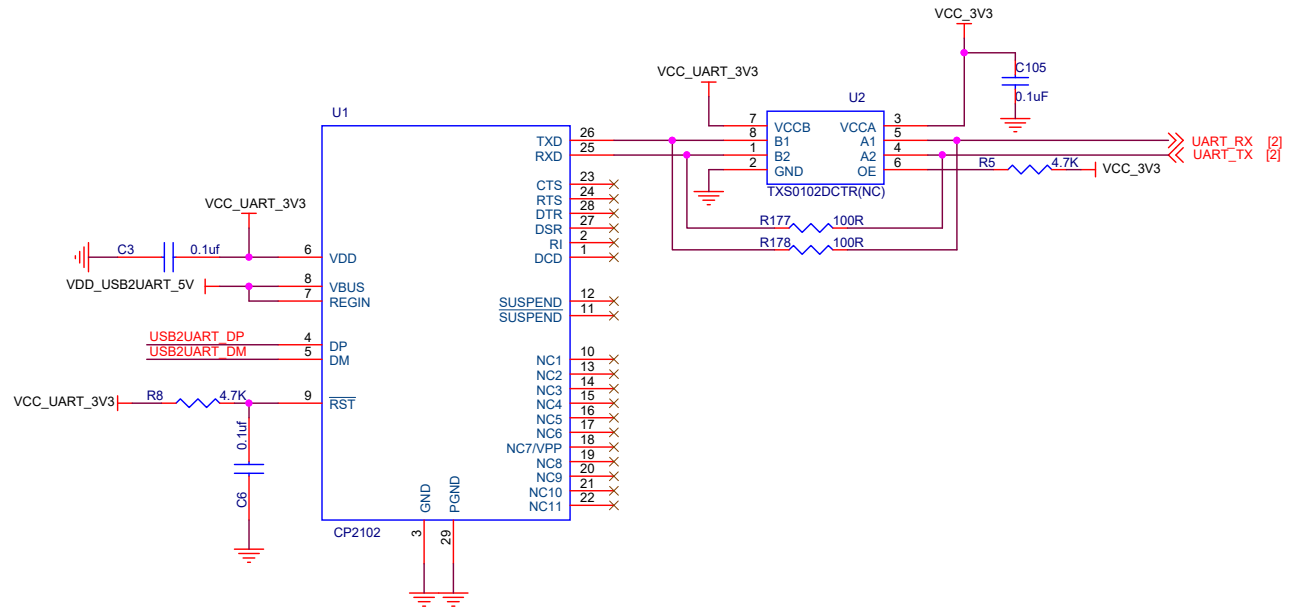 VCC_3V3
C105
0.1uF
VCC_UART_3V3
U2
7 VCCB VCCA 3
8 B1 A1 5
1 B2 A2 4
2 GND OE 6
TXS0102DCTR(NC)
UART_RX [2]
UART_TX [2]
R5 4.7K VCC_3V3
R177 100R
R178 100R
U1
TXD 26
RXD 25
CTS 23
RTS 24
DTR 28
DSR 27
RI 2
DCD 1
SUSPEND 12
SUSPEND 11
NC1 10
NC2 13
NC3 14
NC4 15
NC5 16
NC6 17
NC7/VPP 18
NC8 19
NC9 20
NC10 21
NC11 22
VCC_UART_3V3
C3 0.1uf 6 VDD
VDD_USB2UART_5V 8 VBUS
7 REGIN
USB2UART_DP 4 DP
USB2UART_DM 5 DM
VCC_UART_3V3 R8 4.7K 9 RST
0.1uf
C6
GND
PGND
3
29
CP2102